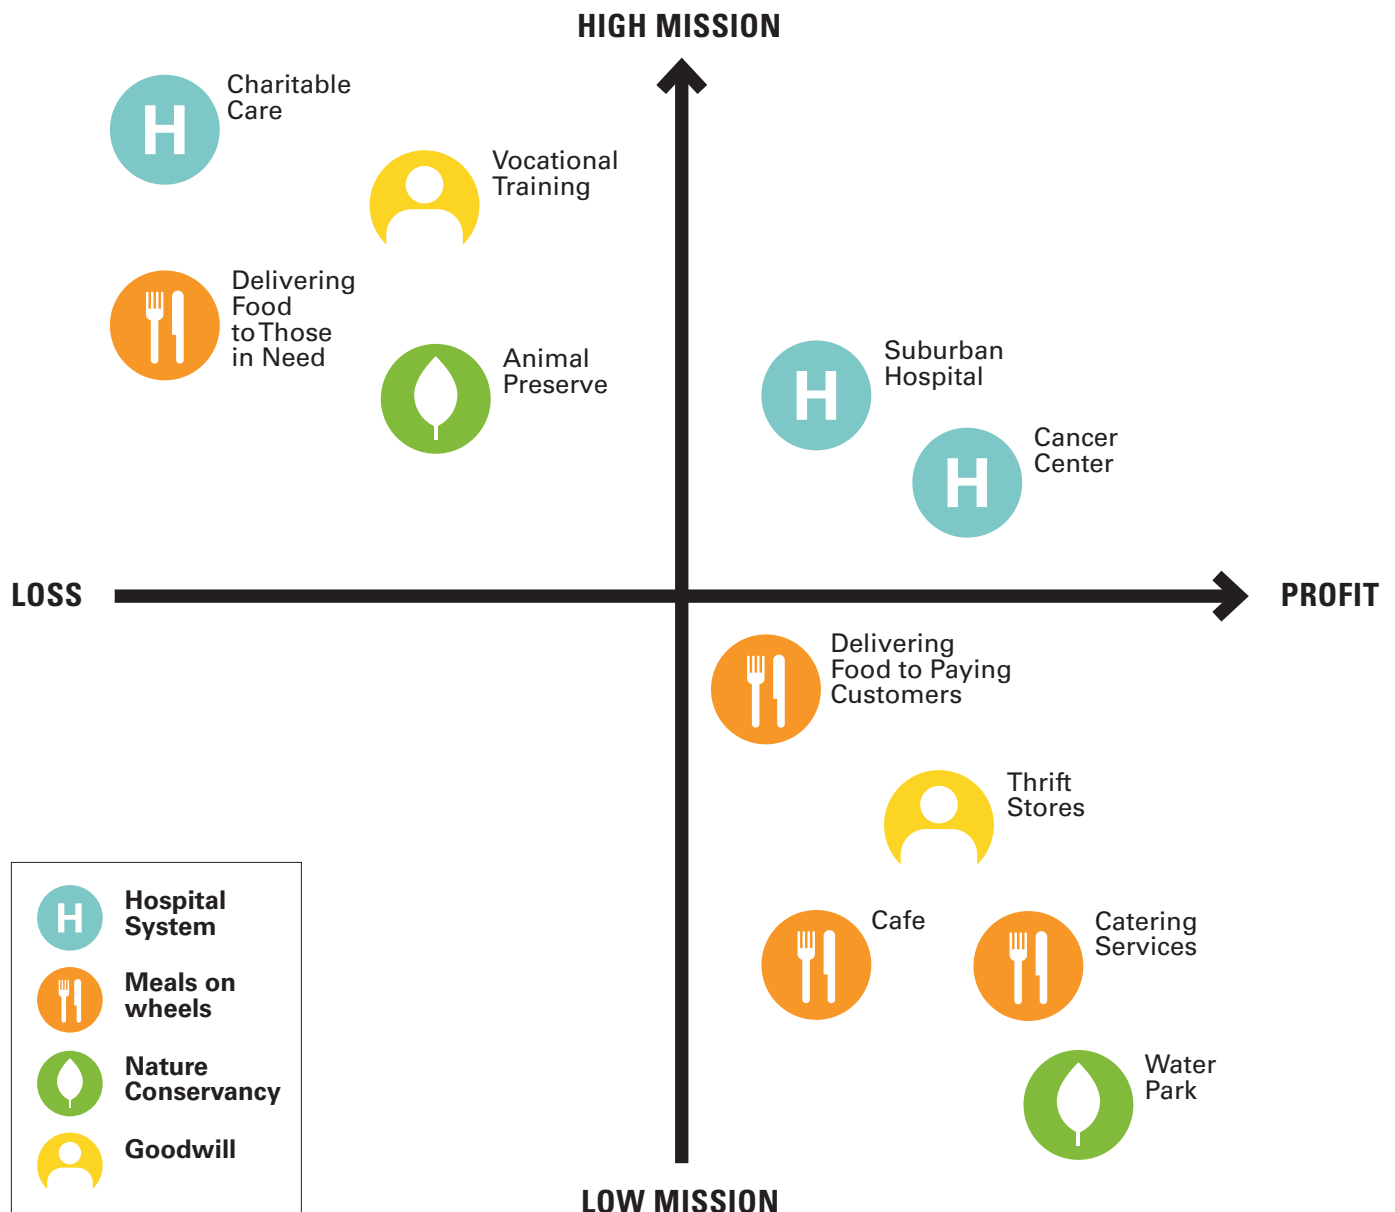 HIGH MISSION
Charitable
Care
H
Vocational
Training
Delivering
Food
to Those
in Need
Animal
Preserve
Suburban
Hospital
H
Cancer
Center
H
LOSS
PROFIT
Delivering
Food to Paying
Customers
Thrift
Stores
Cafe
Catering
Services
Water
Park
H
Hospital
System
Meals on
wheels
Nature
Conservancy
Goodwill
LOW MISSION